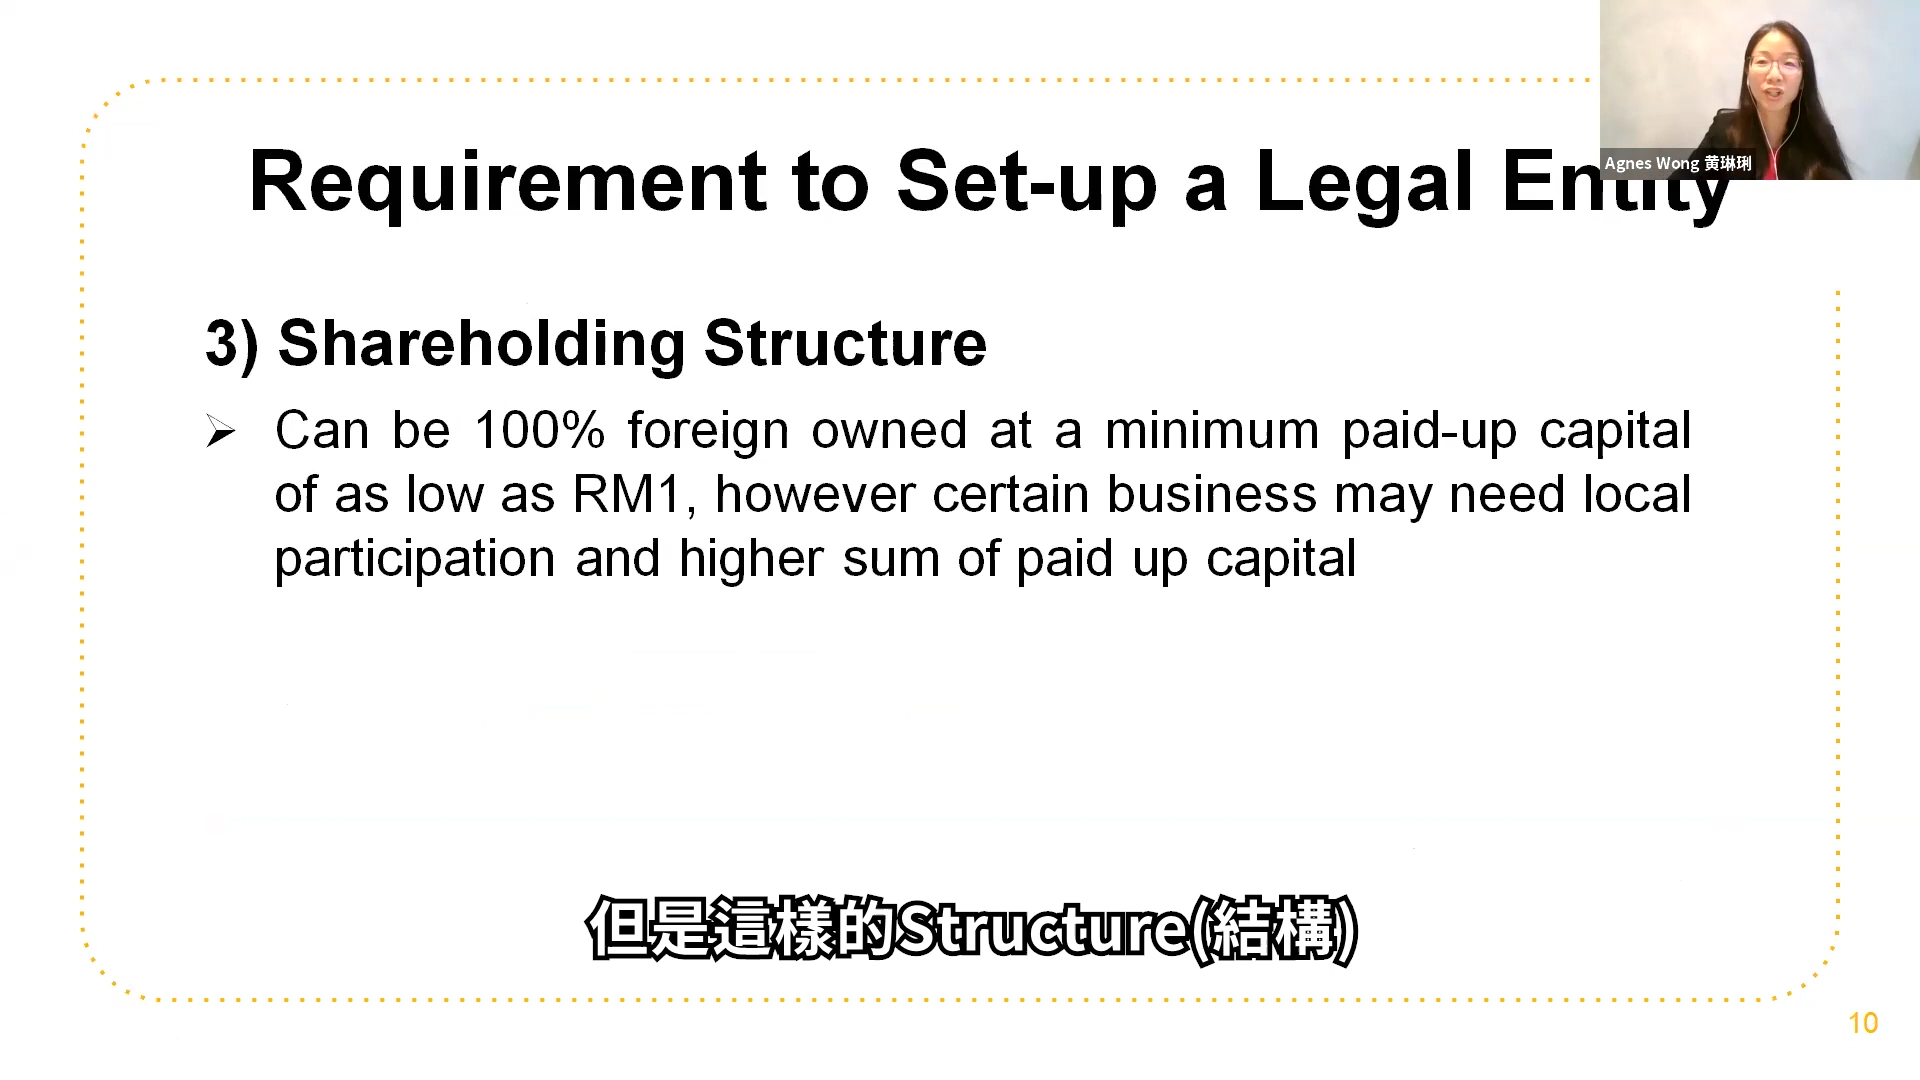 Agnes Wong 黄琳琍
Requirement to Set-up a Legal Entity
3) Shareholding Structure
➢ Can be 100% foreign owned at a minimum paid-up capital
of as low as RM1, however certain business may need local
participation and higher sum of paid up capital
但是這樣的Structure(結構)
10